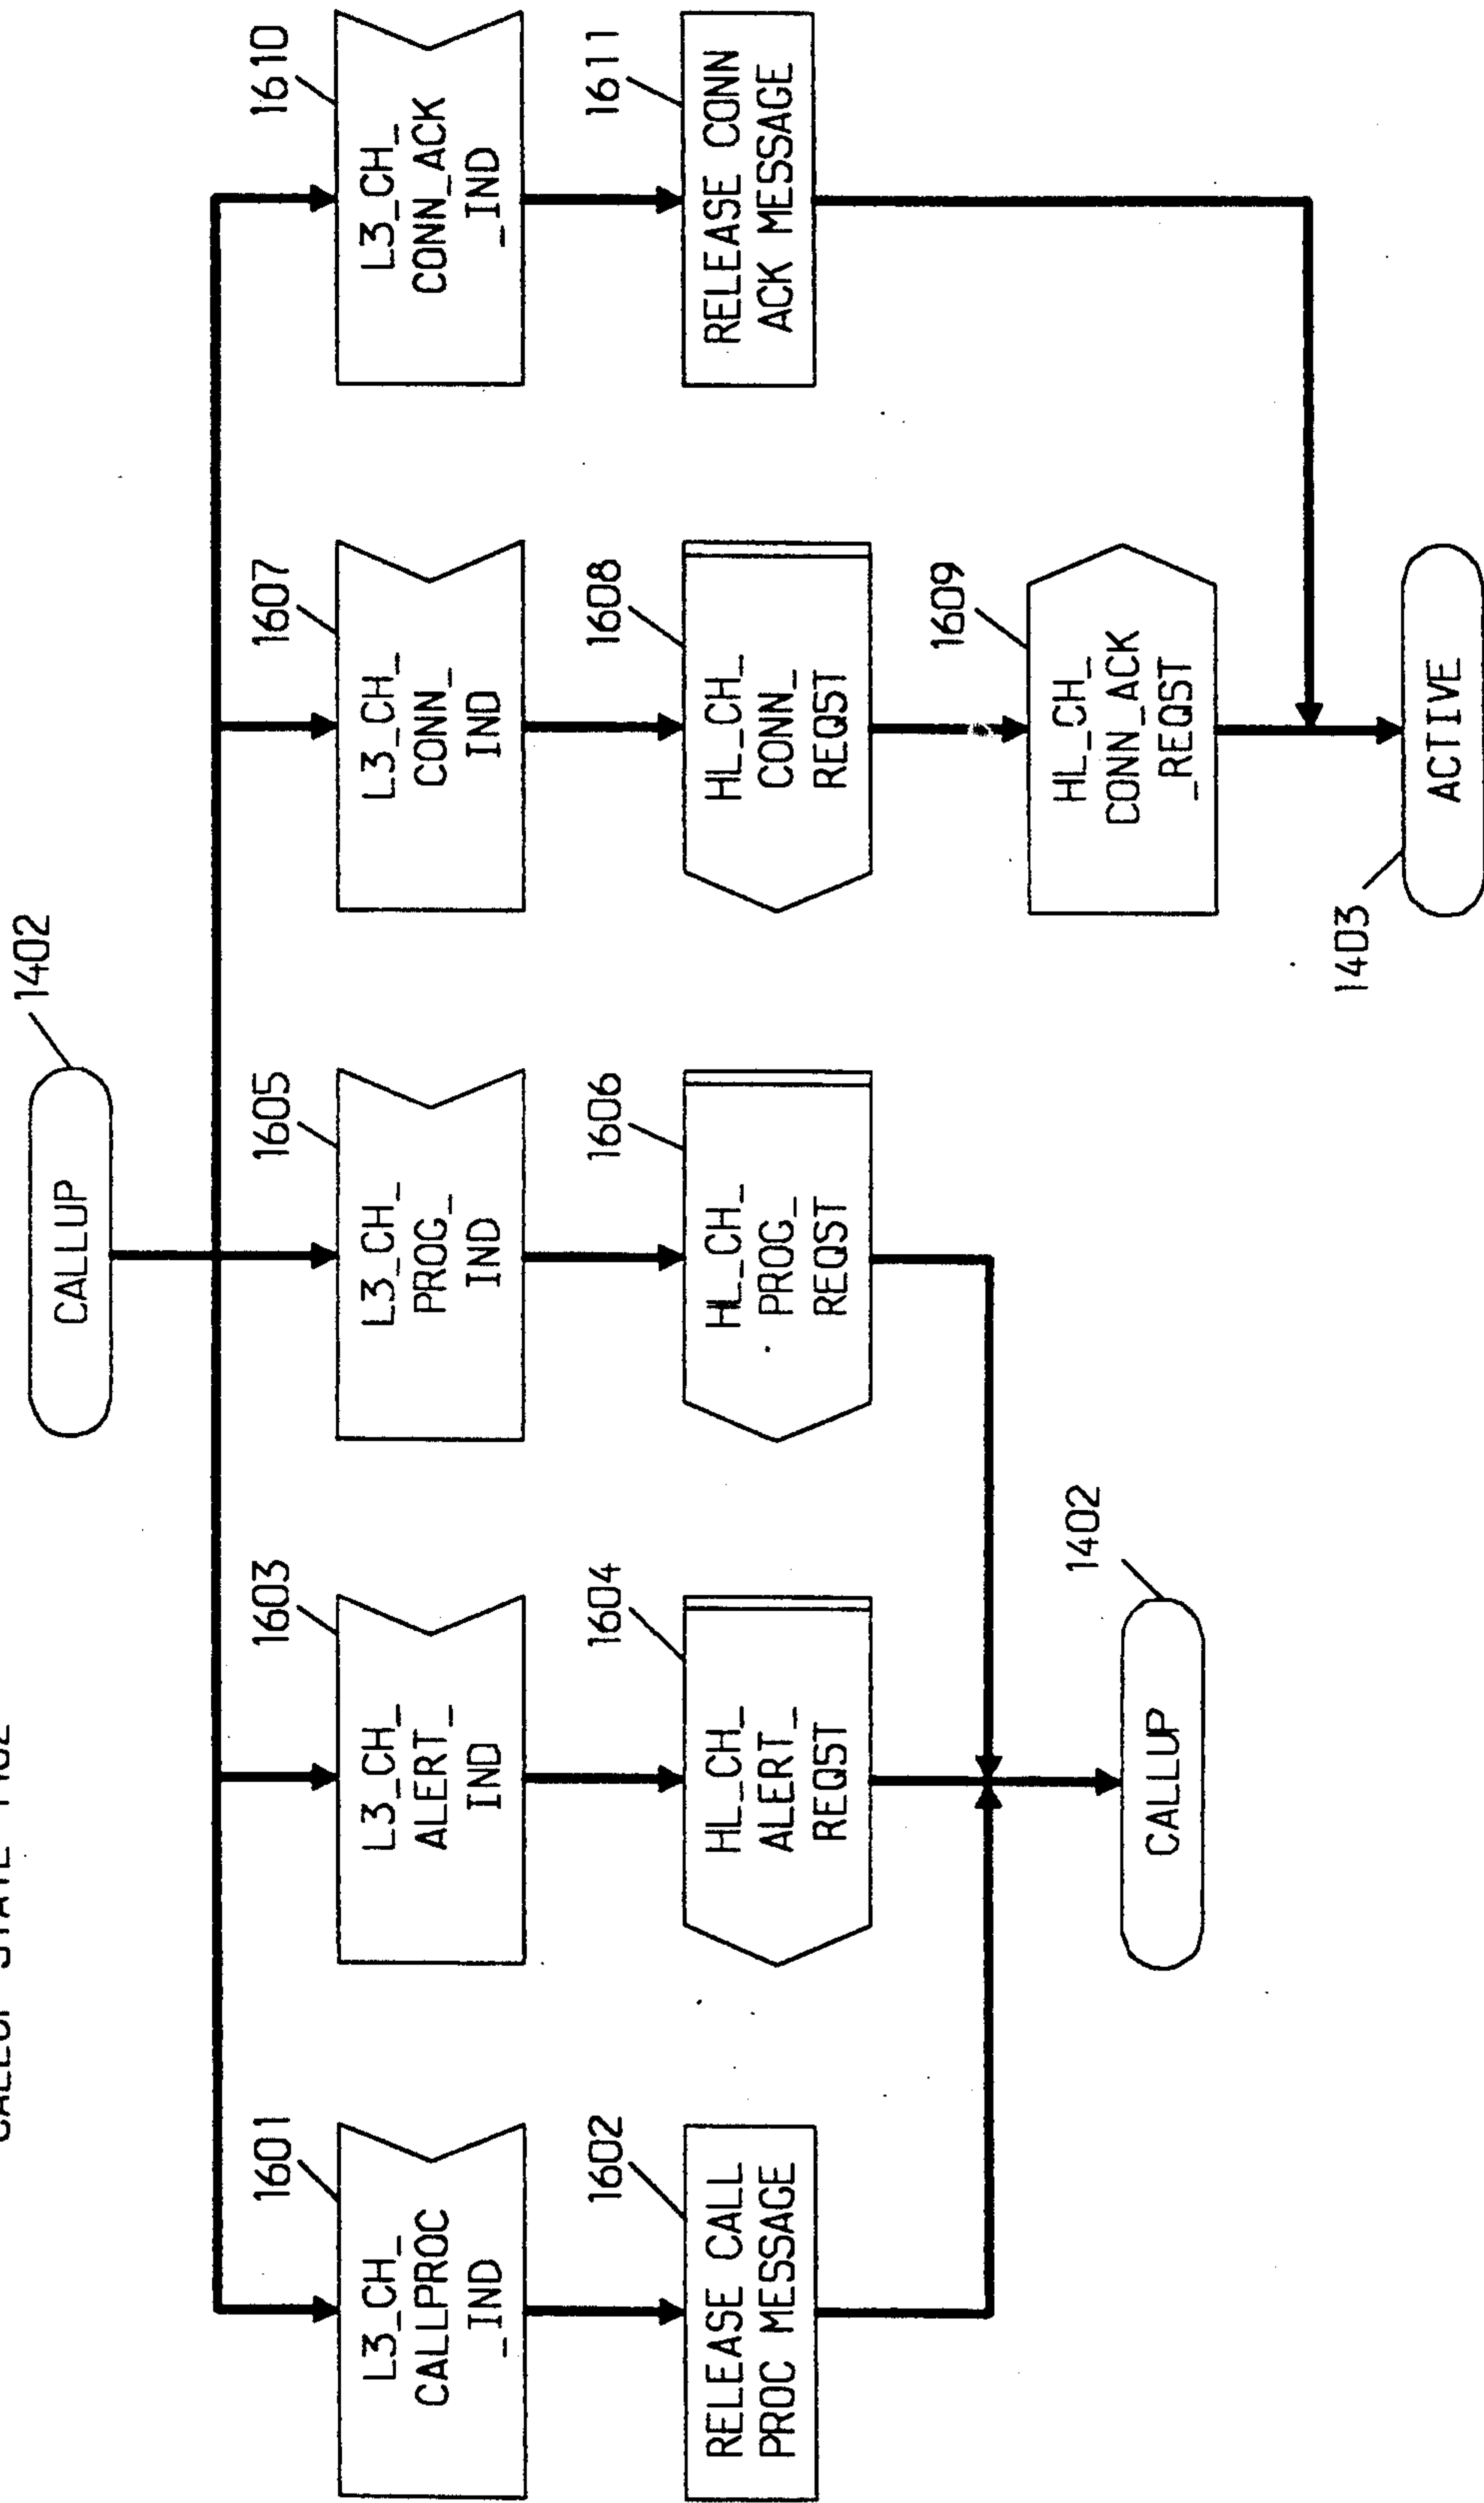 CALLUP STATE 1402
1402
CALLUP
1601
L3_CH_
CALLPROC
_IND
1603
L3_CH_
ALERT_
IND
1605
L3_CH_
PROG_
IND
1607
L3_CH_
CONN_
IND
1610
L3_CH_
CONN_ACK
_IND
1602
RELEASE CALL
PROC MESSAGE
1604
HL_CH_
ALERT_
REQST
1606
HL_CH_
PROG_
REQST
1608
HL_CH_
CONN_
REQST
1611
RELEASE CONN
ACK MESSAGE
1609
HL_CH_
CONN_ACK
_REQST
1402
CALLUP
1403
ACTIVE